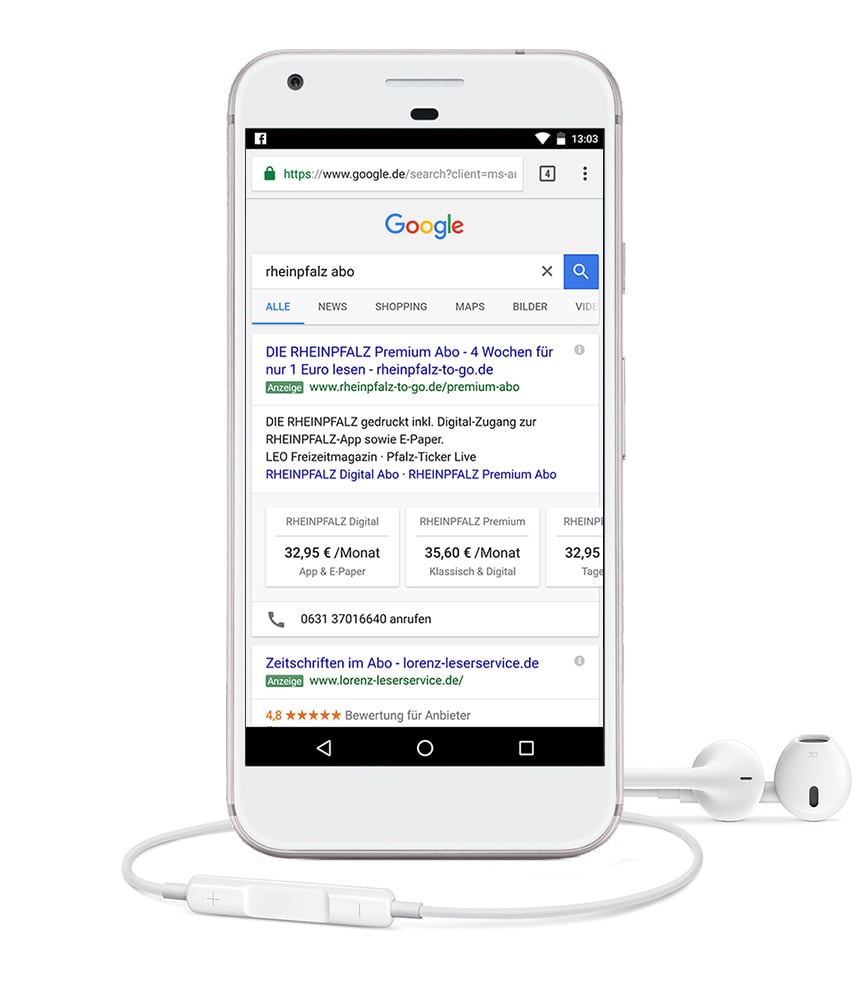 13:03
https://www.google.de/search?client=ms-a
4
Google
rheinpfalz abo
ALLE NEWS SHOPPING MAPS BILDER VIDE
DIE RHEINPFALZ Premium Abo - 4 Wochen für
nur 1 Euro lesen - rheinpfalz-to-go.de
Anzeige www.rheinpfalz-to-go.de/premium-abo
DIE RHEINPFALZ gedruckt inkl. Digital-Zugang zur
RHEINPFALZ-App sowie E-Paper.
LEO Freizeitmagazin · Pfalz-Ticker Live
RHEINPFALZ Digital Abo · RHEINPFALZ Premium Abo
RHEINPFALZ Digital RHEINPFALZ Premium RHEINPF
32,95 € /Monat 35,60 € /Monat 32,95
App & E-Paper Klassisch & Digital Tage
0631 37016640 anrufen
Zeitschriften im Abo - lorenz-leserservice.de
Anzeige www.lorenz-leserservice.de/
4,8 ★★★★★ Bewertung für Anbieter